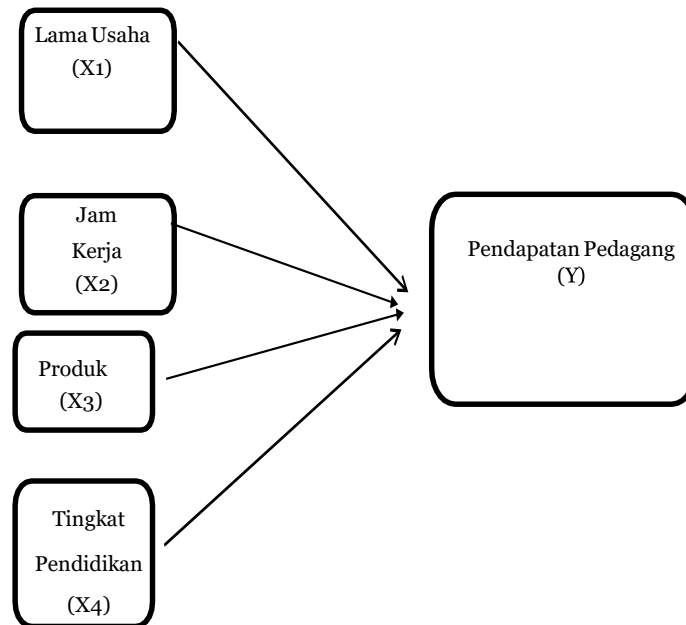 Lama Usaha
(X1)
Jam
Kerja
(X2)
Produk
(X3)
Tingkat
Pendidikan
(X4)
Pendapatan Pedagang
(Y)